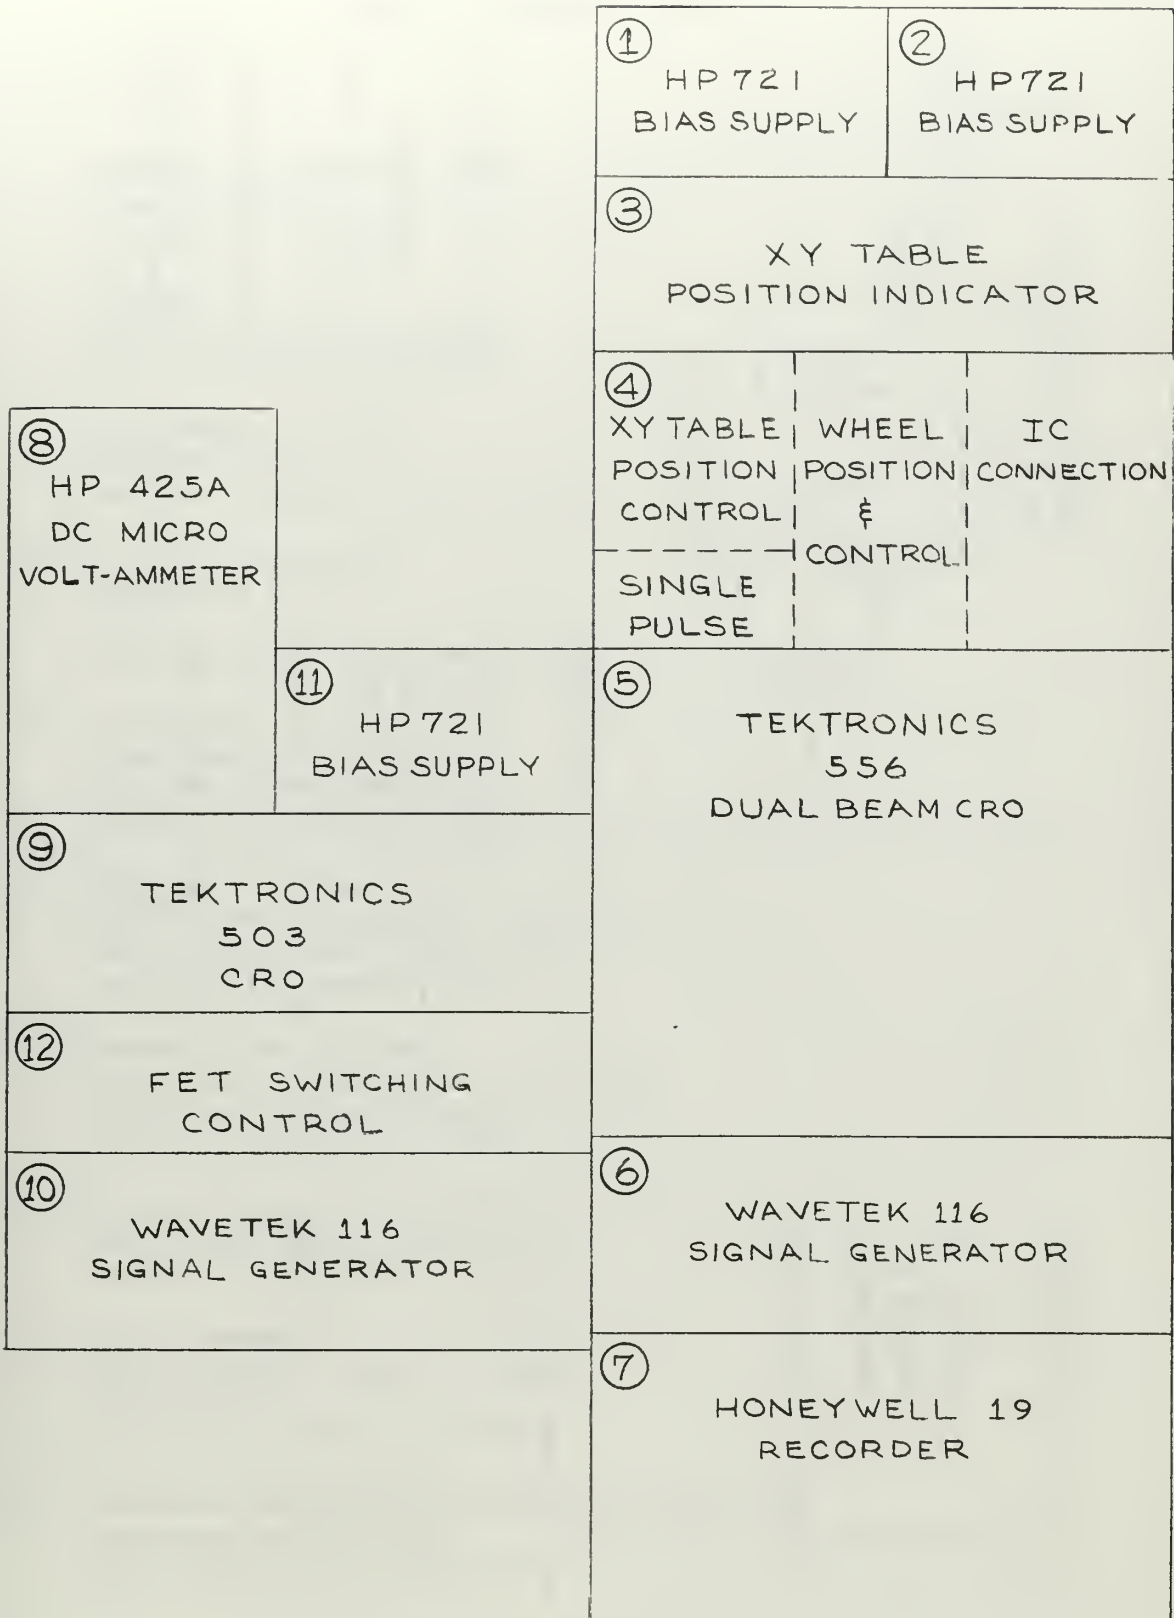 1
HP 721
BIAS SUPPLY
2
HP721
BIAS SUPPLY
3
XY TABLE
POSITION INDICATOR
4
XY TABLE
POSITION
CONTROL
SINGLE
PULSE
WHEEL
POSITION
&
CONTROL
IC
CONNECTION
8
HP 425A
DC MICRO
VOLT-AMMETER
11
HP721
BIAS SUPPLY
5
TEKTRONICS
556
DUAL BEAM CRO
9
TEKTRONICS
503
CRO
12
FET SWITCHING
CONTROL
10
WAVETEK 116
SIGNAL GENERATOR
6
WAVETEK 116
SIGNAL GENERATOR
7
HONEYWELL 19
RECORDER